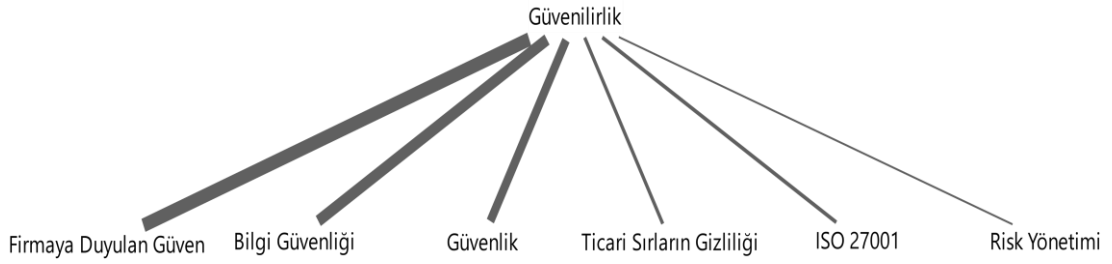 Güvenilirlik
Firmaya Duyulan Güven
Bilgi Güvenliği
Güvenlik
Ticari Sırların Gizliliği
ISO 27001
Risk Yönetimi